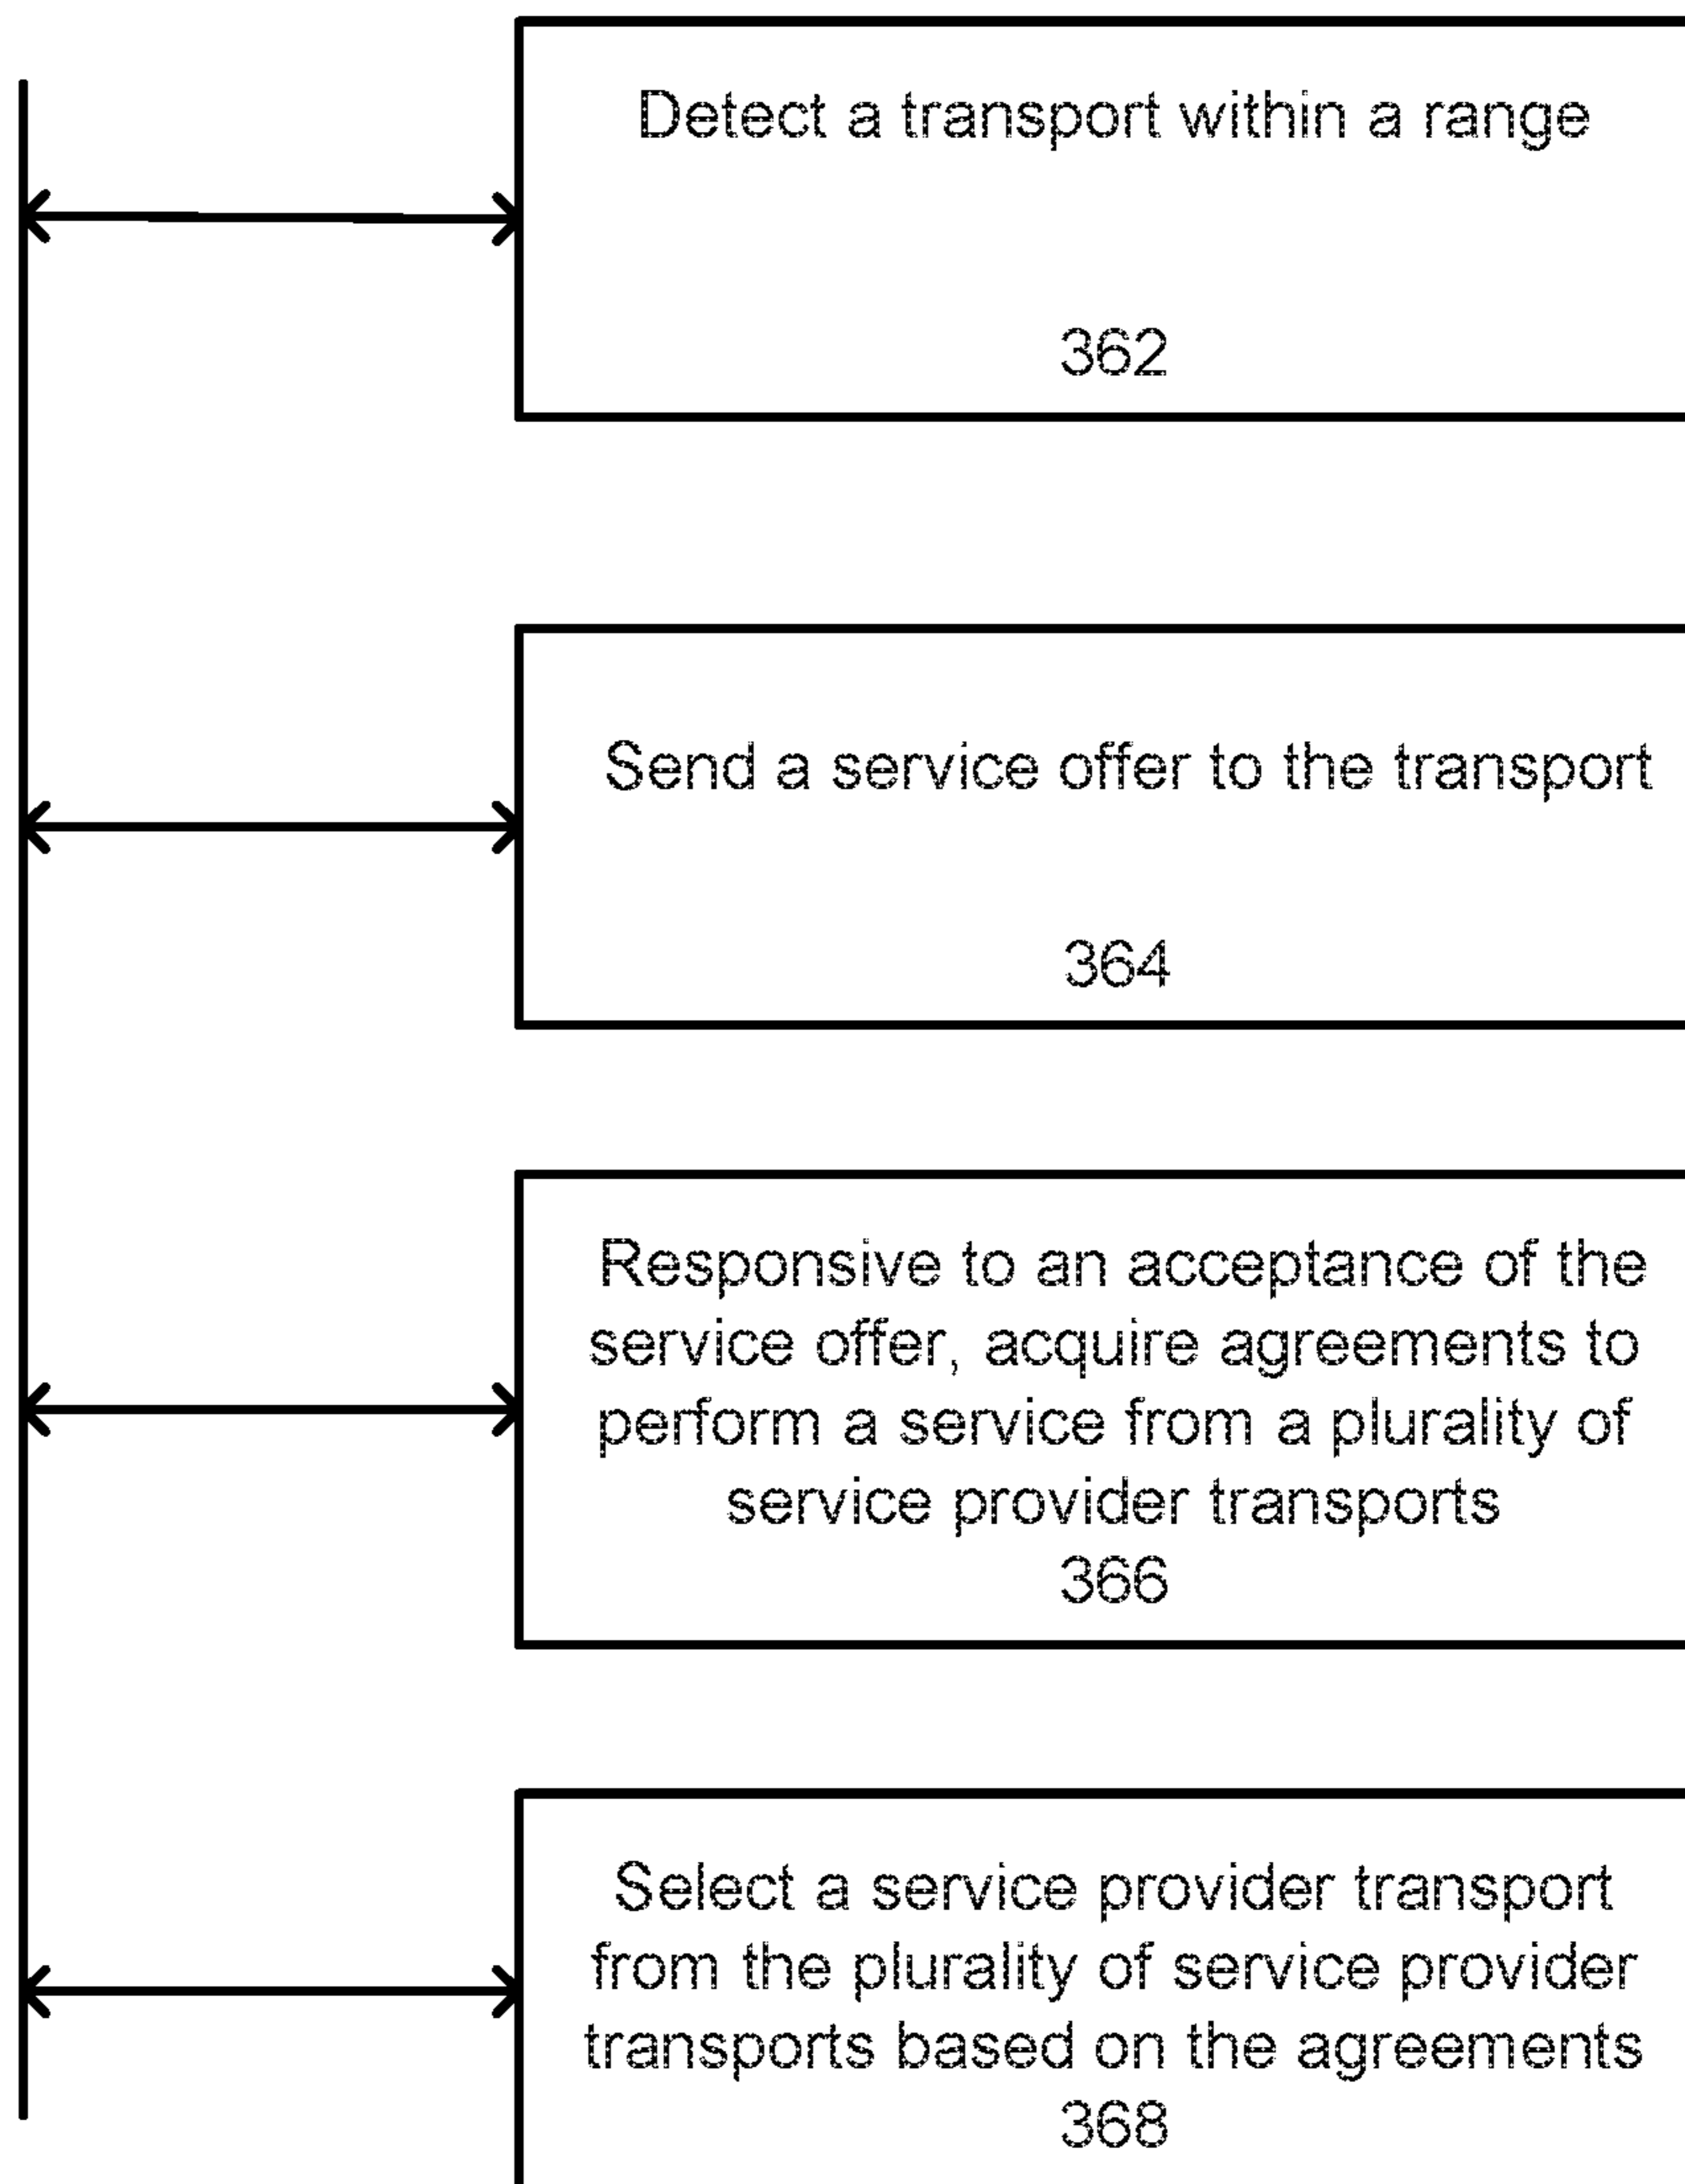 Detect a transport within a range
362
Send a service offer to the transport
364
Responsive to an acceptance of the
service offer, acquire agreements to
perform a service from a plurality of
service provider transports
366
Select a service provider transport
from the plurality of service provider
transports based on the agreements
368